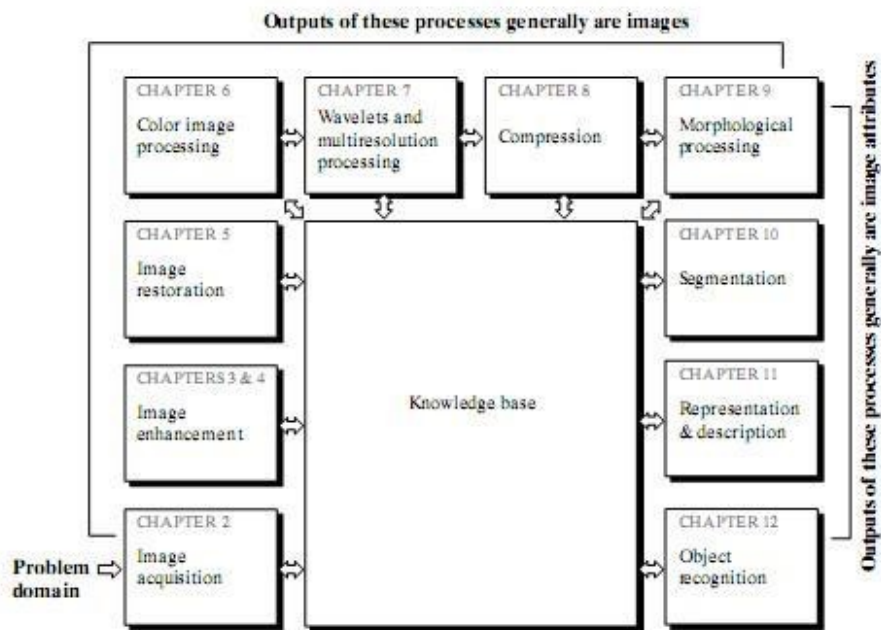 Outputs of these processes generally are images
CHAPTER 6
Color image
processing
CHAPTER 7
Wavelets and
multiresolution
processing
CHAPTER 8
Compression
CHAPTER 9
Morphological
processing
CHAPTER 5
Image
restoration
CHAPTER 10
Segmentation
CHAPTERS 3 & 4
Image
enhancement
Knowledge base
CHAPTER 11
Representation
& description
CHAPTER 2
Image
acquisition
CHAPTER 12
Object
recognition
Problem
domain
Outputs of these processes generally are image attributes